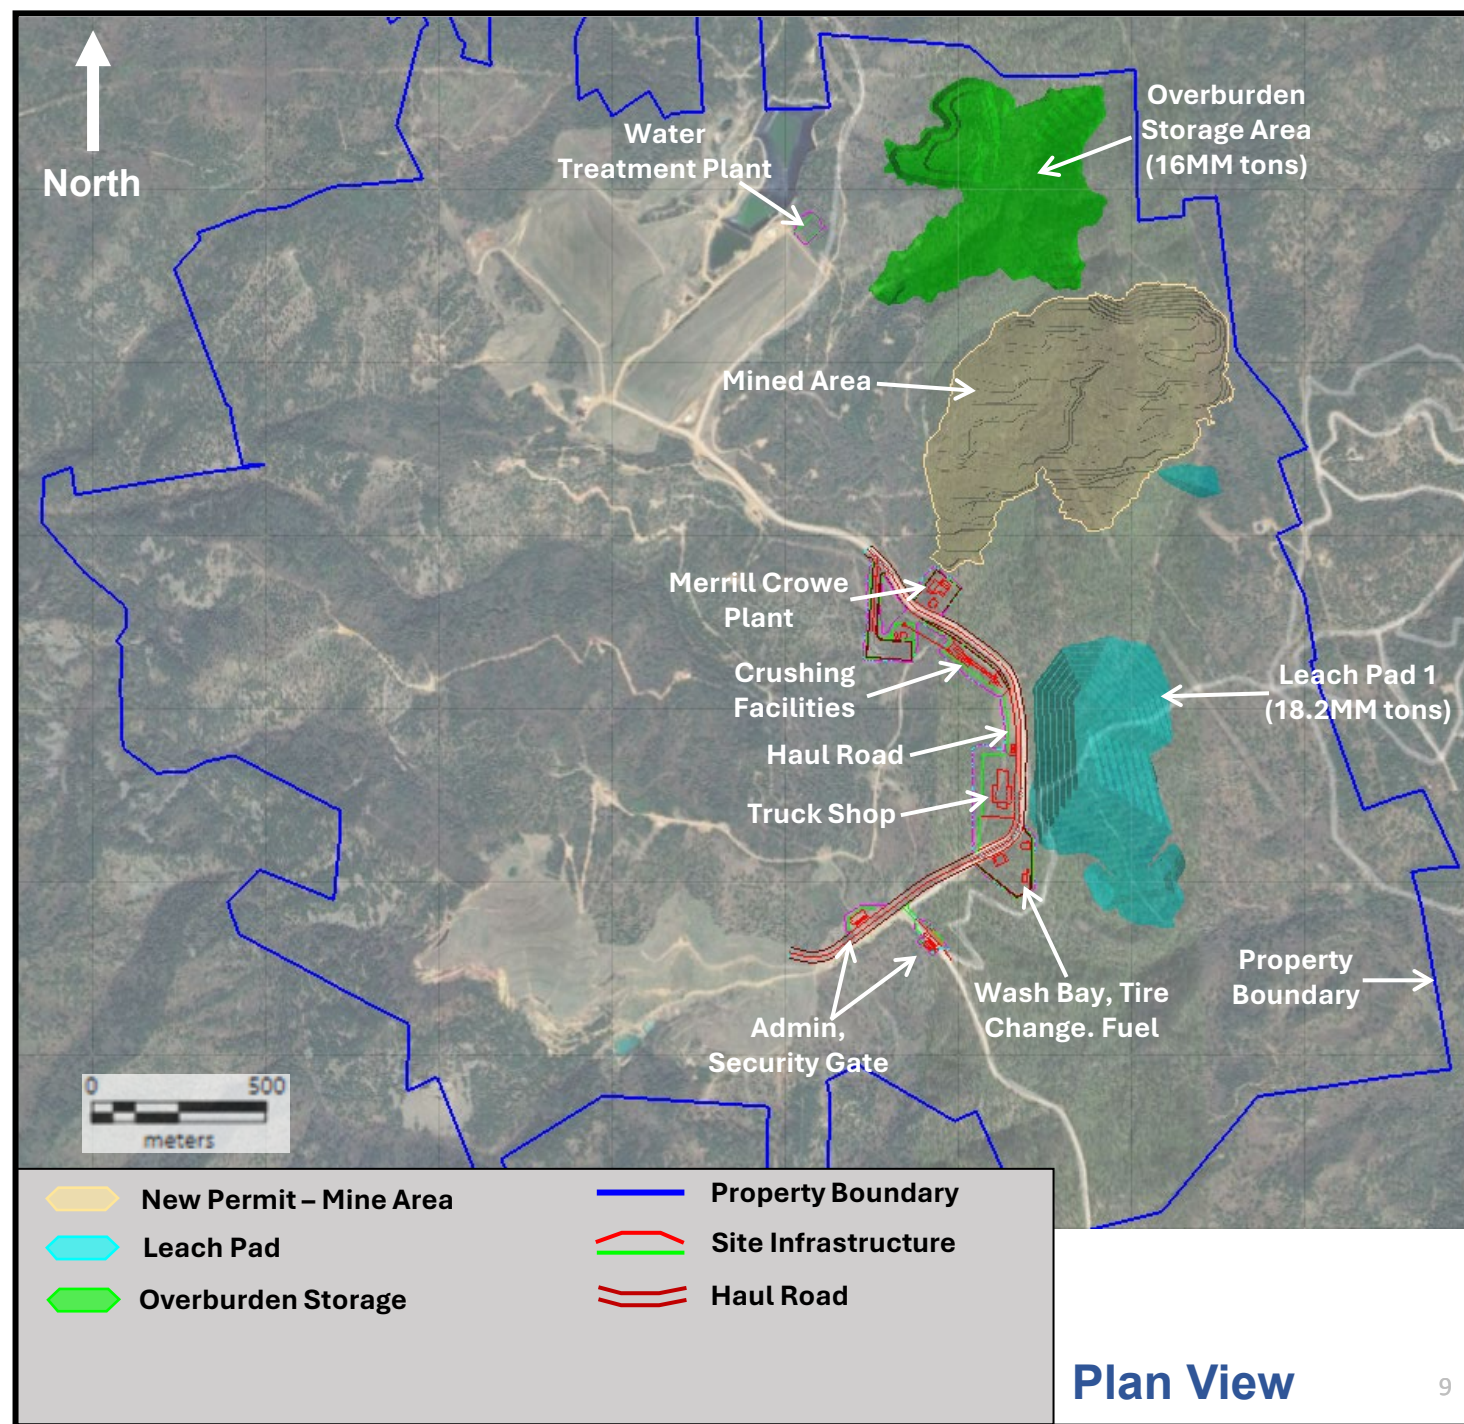 North
Water
Treatment Plant
Overburden
Storage Area
(16MM tons)
Mined Area
Merrill Crowe
Plant
Crushing
Facilities
Leach Pad 1
(18.2MM tons)
Haul Road
Truck Shop
Wash Bay, Tire
Change. Fuel
Property
Boundary
Admin,
Security Gate
0 500
meters
New Permit – Mine Area
Leach Pad
Overburden Storage
Property Boundary
Site Infrastructure
Haul Road
Plan View
9